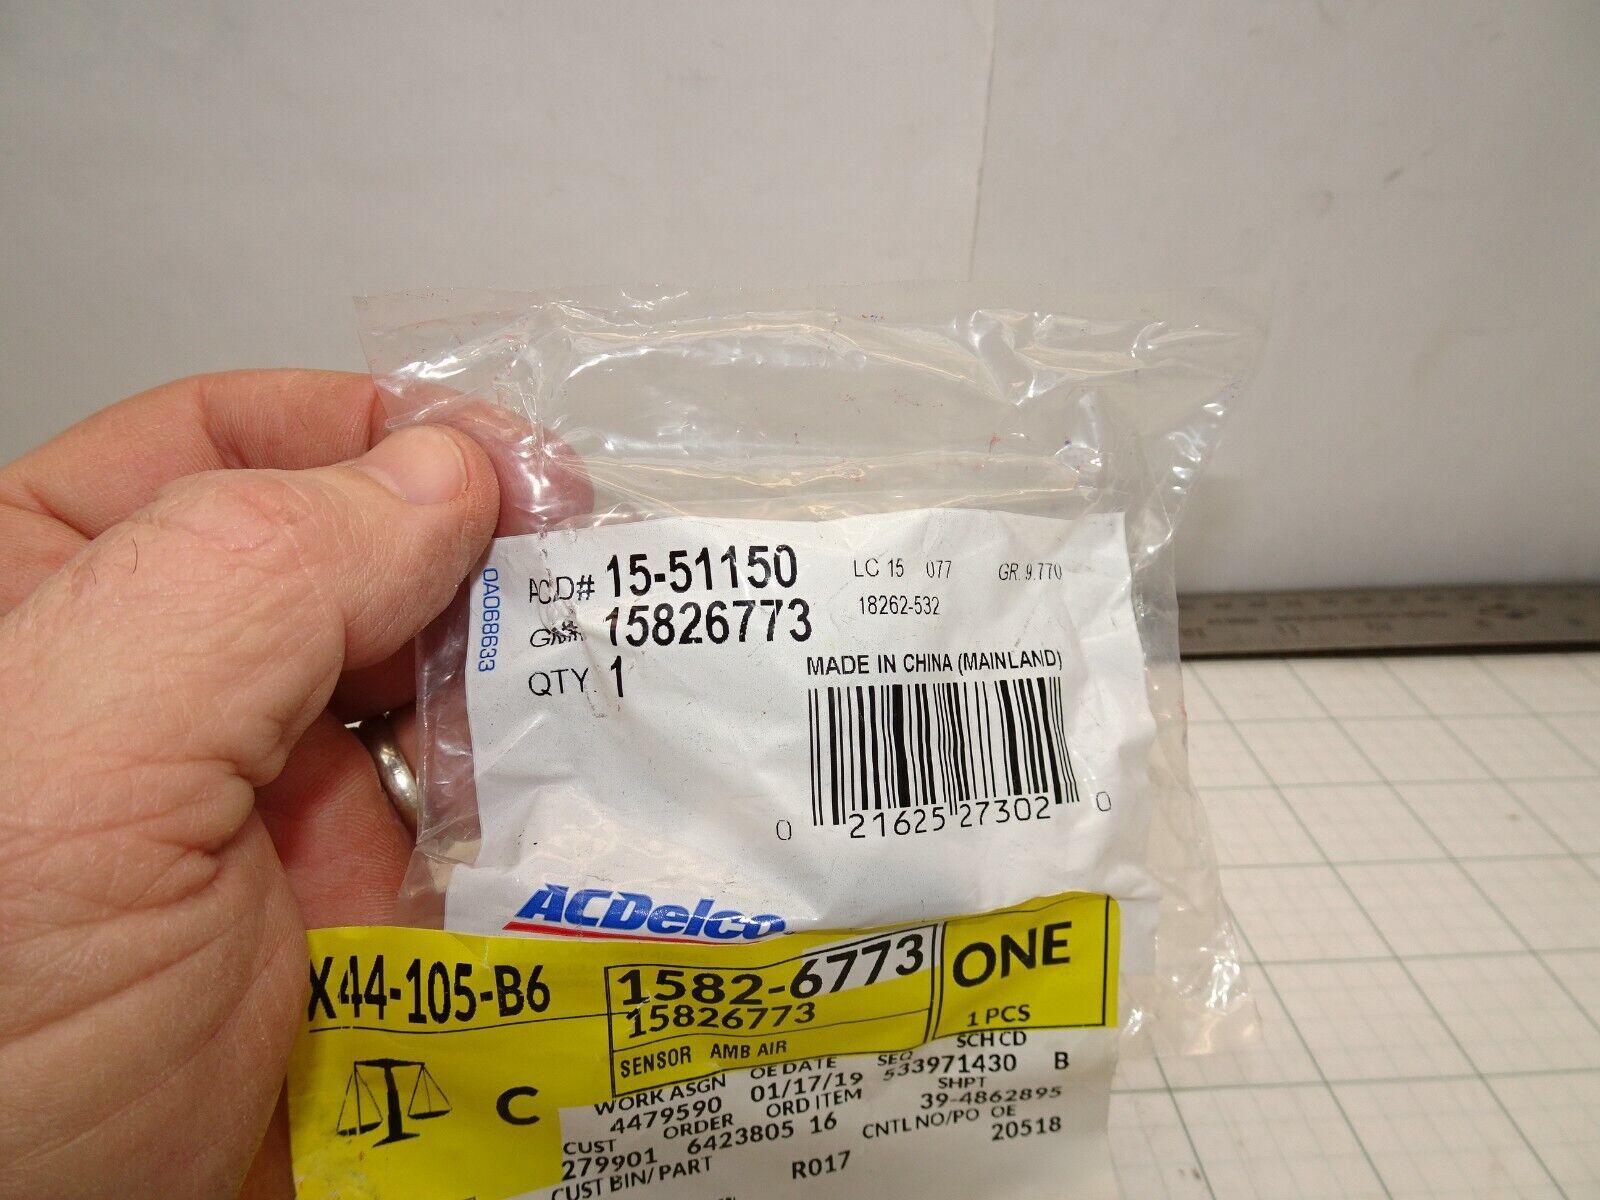 ACD# 15-51150
GM# 15826773
QTY. 1
LC 15 077 GR. 9.770
18262-532
MADE IN CHINA (MAINLAND)
0 21625 27302 0
OA068633
ACDelco
X44-105-B6
1582-6773
15826773
SENSOR AMB AIR
ONE
1 PCS
C
WORK ASGN OE DATE SEQ SCH CD
4479590 01/17/19 533971430 B
CUST ORDER ORD ITEM SHPT
279901 6423805 16 39-4862895
CUST BIN/PART CNTL NO/PO OE
R017 20518